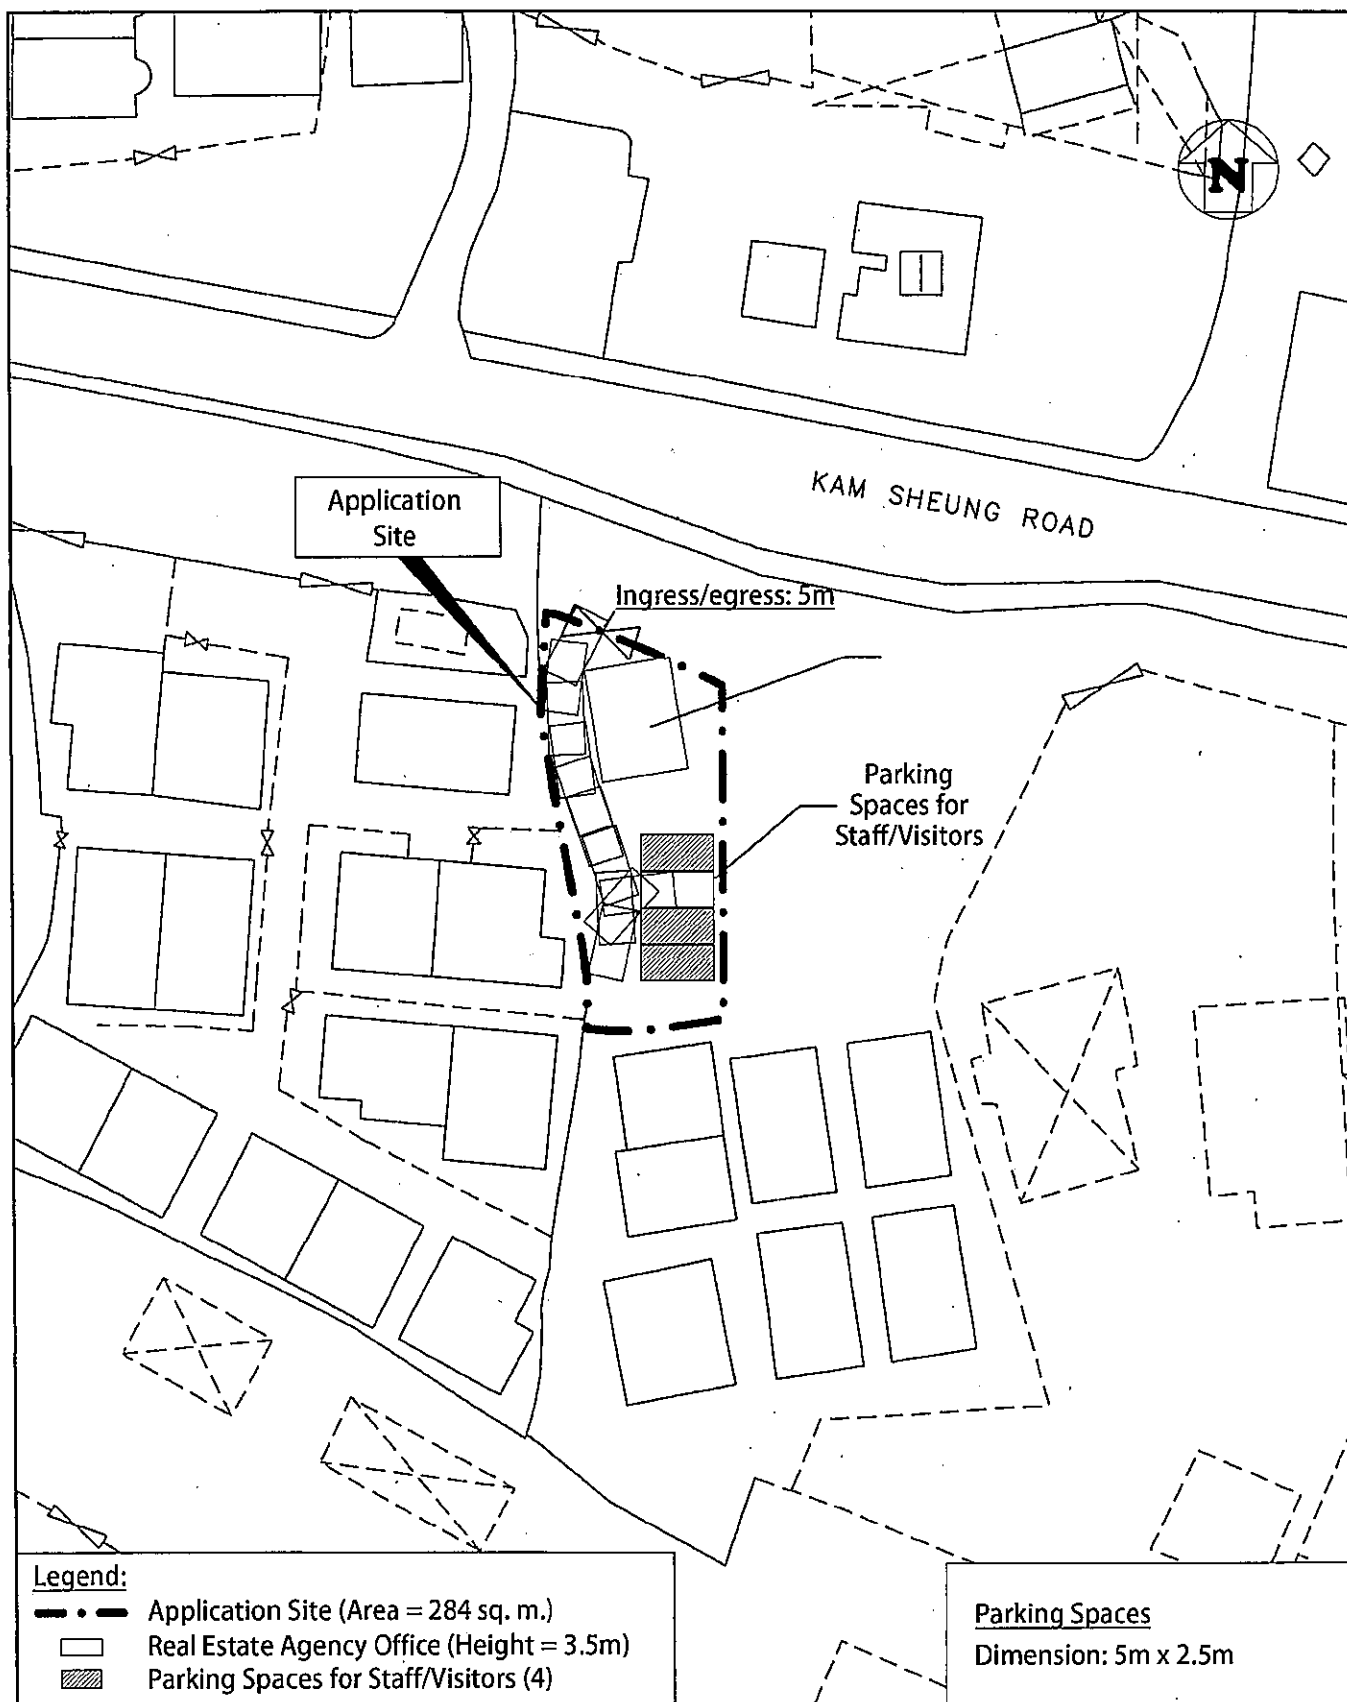 N
KAM SHEUNG ROAD
Application
Site
Ingress/egress: 5m
Parking
Spaces for
Staff/Visitors
Legend:
Application Site (Area = 284 sq. m.)
Real Estate Agency Office (Height = 3.5m)
Parking Spaces for Staff/Visitors (4)
Parking Spaces
Dimension: 5m x 2.5m